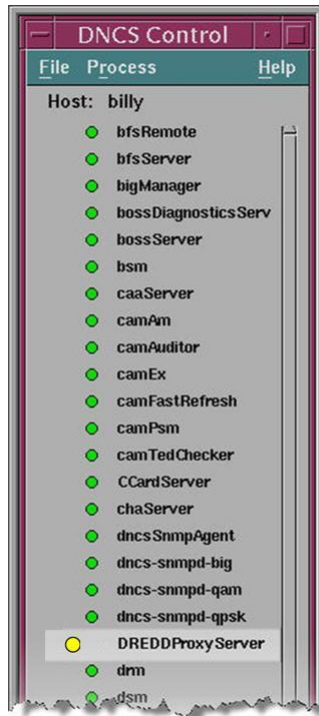 DNCS Control
File Process Help
Host: billy
bfsRemote
bfsServer
bigManager
bossDiagnosticsServ
bossServer
bsm
caaServer
camAm
camAuditor
camEx
camFastRefresh
camPsm
camTedChecker
CCardServer
chaServer
dncsSnmpAgent
dncs-snmpd-big
dncs-snmpd-qam
dncs-snmpd-qpsk
DREDDProxyServer
drm
dsm